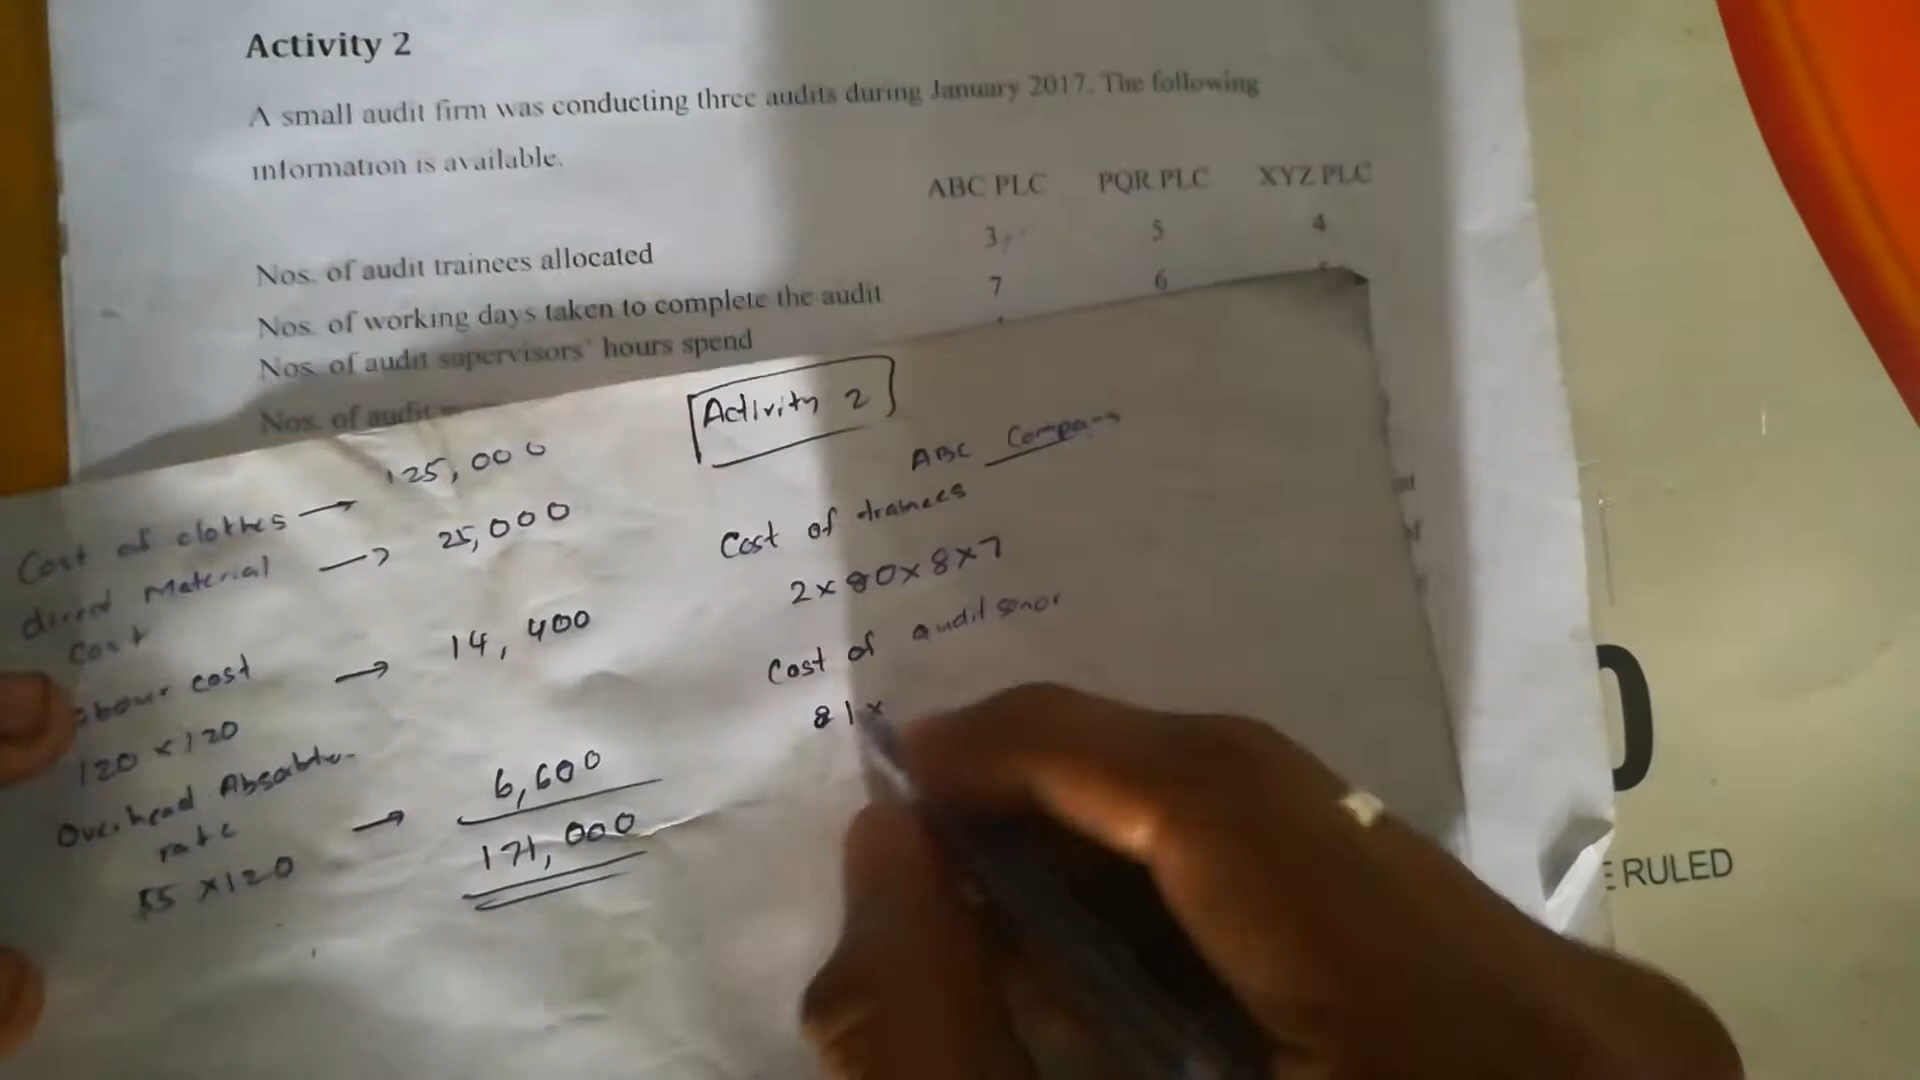 Activity 2
A small audit firm was conducting three audits during January 2017. The following
information is available.
ABC PLC PQR PLC XYZ PLC
Nos. of audit trainees allocated 3 5 4
Nos. of working days taken to complete the audit 7 6
Nos. of audit supervisors' hours spend
Nos. of audit
Activity 2
Cost of clothes → 125,000
direct Material → 25,000
Cost
labour cost → 14,400
120 × 120
Overhead
rate → 6,600
55 × 120
171,000
ABC Company
Cost of trainees
2 × 80 × 8 × 7
Cost of audit senor
81 ×
RULED